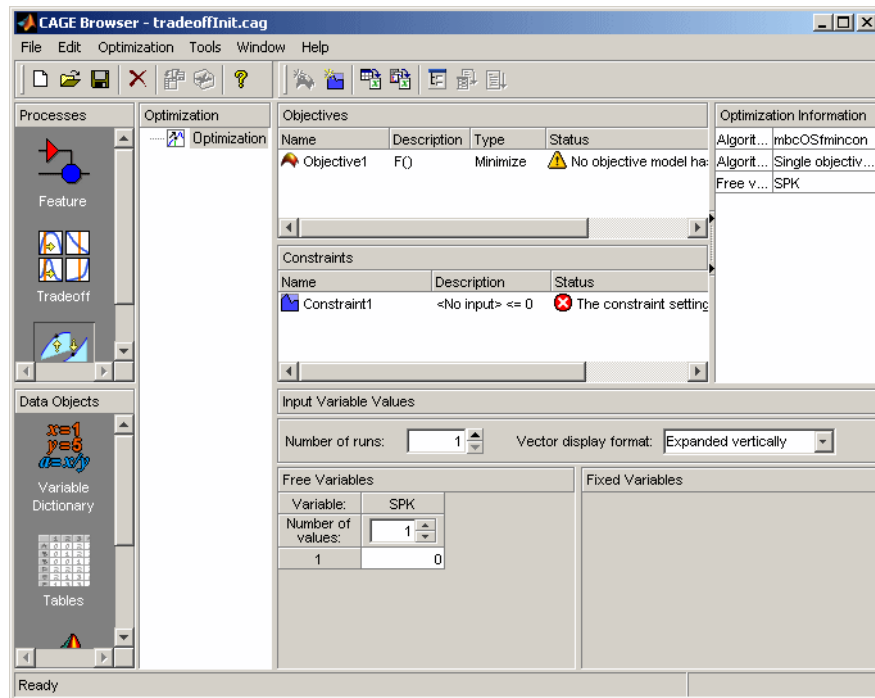 CAGE Browser - tradeoffInit.cag
File Edit Optimization Tools Window Help
Processes
Feature
Tradeoff
Optimization
Optimization
Objectives
Name Description Type Status
Objective1 F() Minimize No objective model ha
Optimization Information
Algorit... mbcOSfmincon
Algorit... Single objectiv...
Free v... SPK
Constraints
Name Description Status
Constraint1 <No input> <= 0 The constraint setting
Data Objects
x=1
y=5
a=x/y
Variable
Dictionary
Tables
Input Variable Values
Number of runs: 1 Vector display format: Expanded vertically
Free Variables
Variable: SPK
Number of
values: 1
1 0
Fixed Variables
Ready